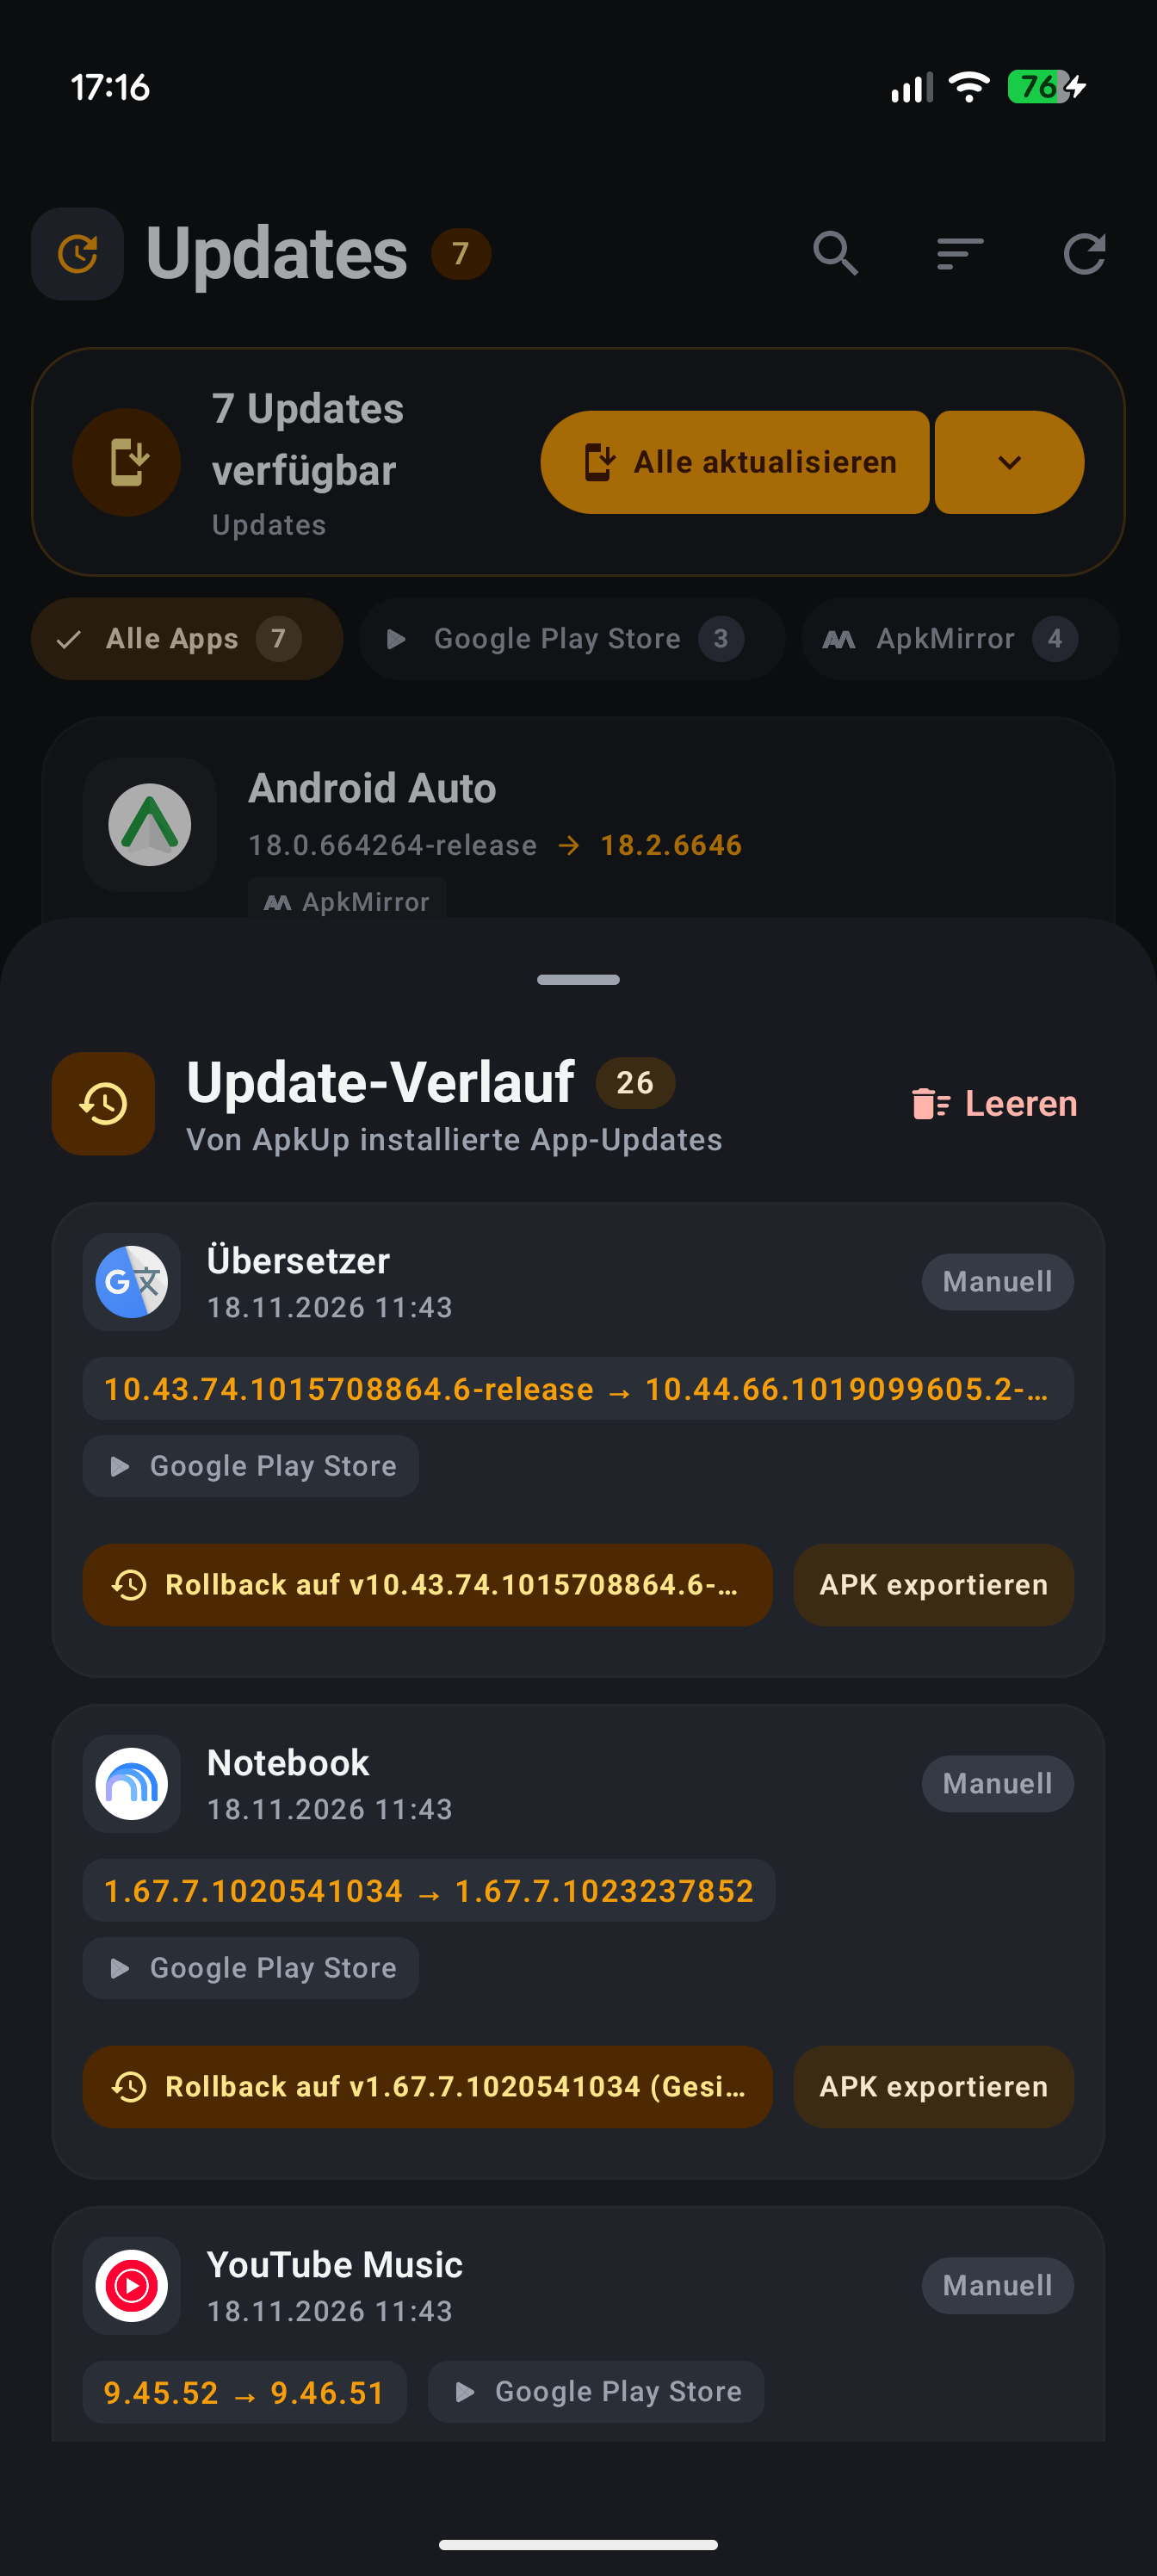 17:16
76
Updates 7
7 Updates verfügbar
Updates
Alle aktualisieren
Alle Apps 7
Google Play Store 3
ApkMirror 4
Android Auto
18.0.664264-release → 18.2.6646
ApkMirror
Update-Verlauf 26
Von ApkUp installierte App-Updates
Leeren
Übersetzer
18.11.2026 11:43
Manuell
10.43.74.1015708864.6-release → 10.44.66.1019099605.2-…
Google Play Store
Rollback auf v10.43.74.1015708864.6-…
APK exportieren
Notebook
18.11.2026 11:43
Manuell
1.67.7.1020541034 → 1.67.7.1023237852
Google Play Store
Rollback auf v1.67.7.1020541034 (Gesi…
APK exportieren
YouTube Music
18.11.2026 11:43
Manuell
9.45.52 → 9.46.51
Google Play Store